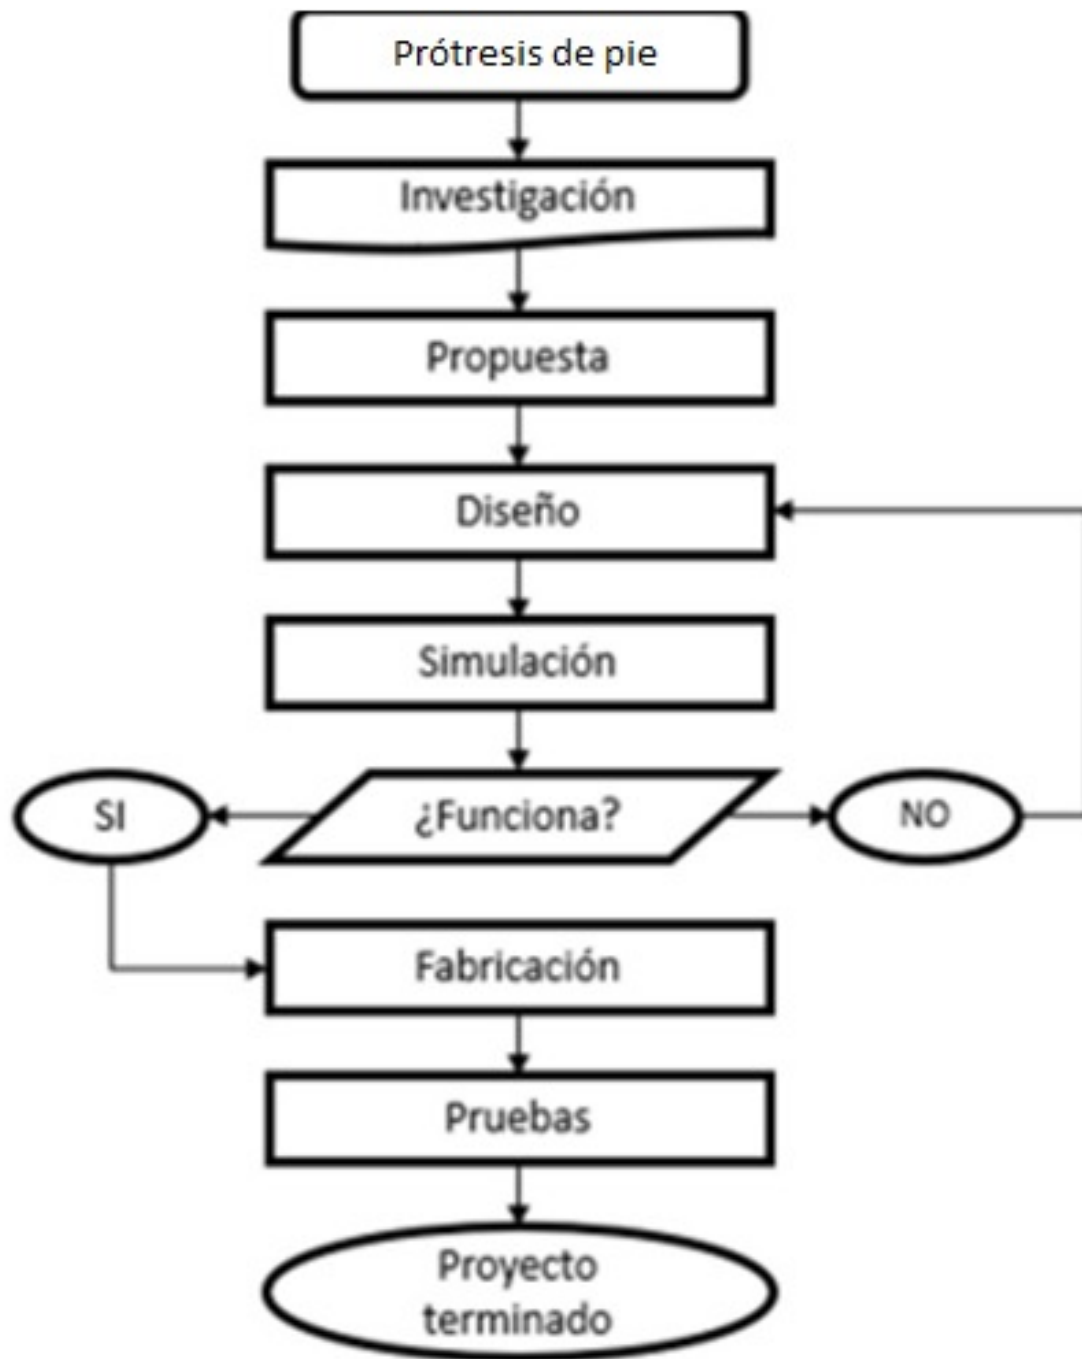 Prótresis de pie
Investigación
Propuesta
Diseño
Simulación
SI
¿Funciona?
NO
Fabricación
Pruebas
Proyecto
terminado